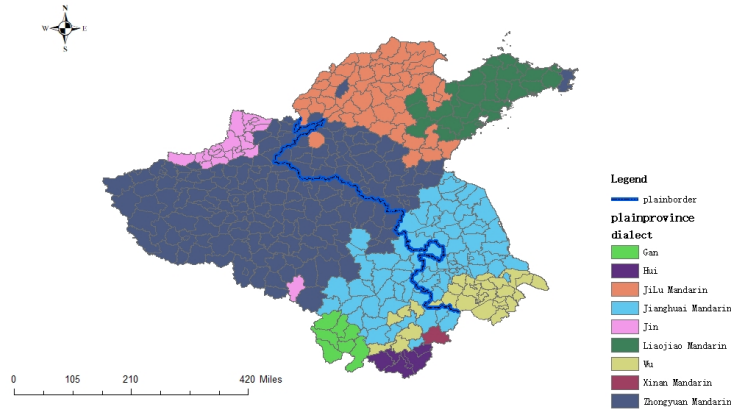 N
W E
S
Legend
plainborder
plainprovince
dialect
Gan
Hui
JiLu Mandarin
Jianghuai Mandarin
Jin
Liaojiao Mandarin
Wu
Xinan Mandarin
Zhongyuan Mandarin
0 105 210 420 Miles